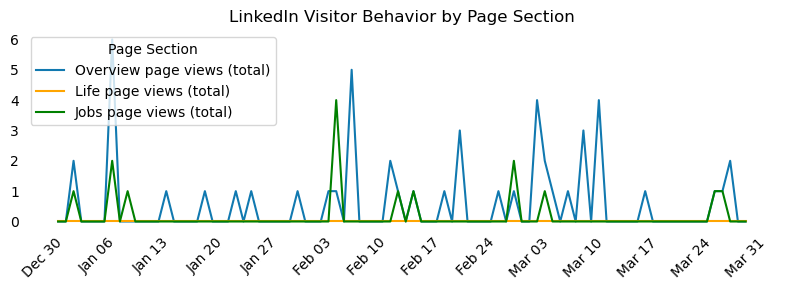 LinkedIn Visitor Behavior by Page Section
6
5
4
3
2
1
0
Page Section
Overview page views (total)
Life page views (total)
Jobs page views (total)
Dec 30
Jan 06
Jan 13
Jan 20
Jan 27
Feb 03
Feb 10
Feb 17
Feb 24
Mar 03
Mar 10
Mar 17
Mar 24
Mar 31